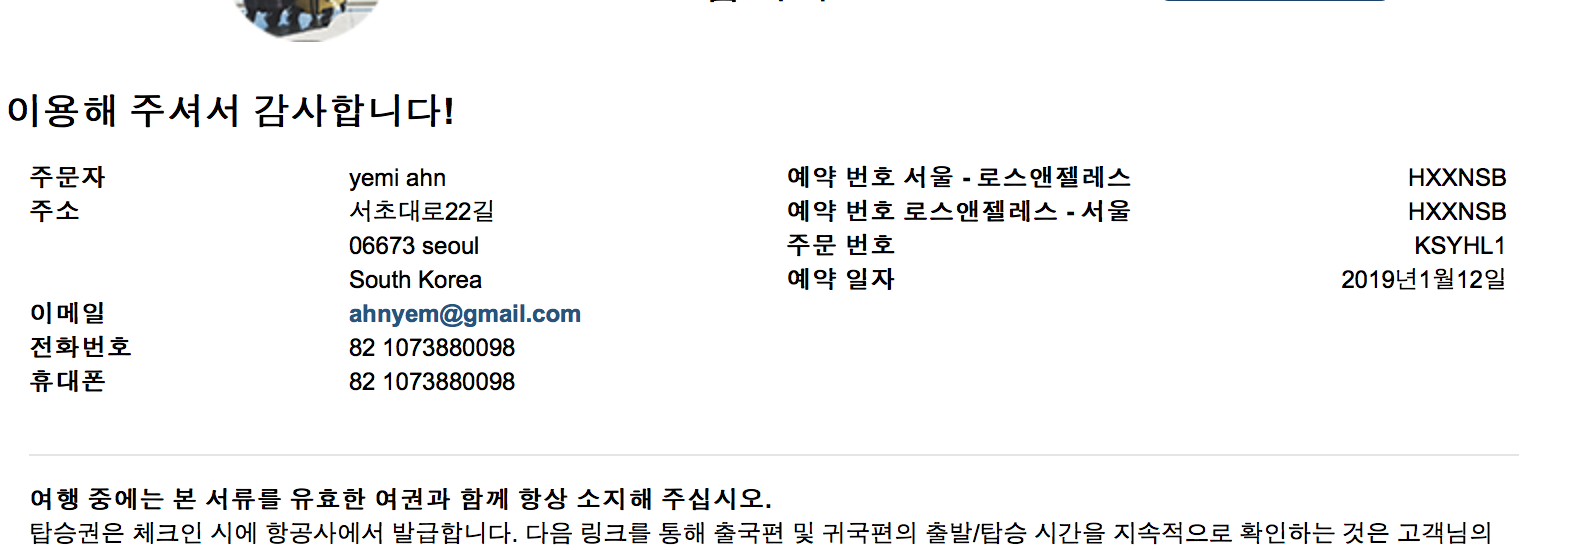 이용해 주셔서 감사합니다!
주문자 yemi ahn 예약 번호 서울 - 로스앤젤레스 HXXNSB
주소 서초대로22길 예약 번호 로스앤젤레스 - 서울 HXXNSB
06673 seoul 주문 번호 KSYHL1
South Korea 예약 일자 2019년1월12일
이메일 ahnyem@gmail.com
전화번호 82 1073880098
휴대폰 82 1073880098
여행 중에는 본 서류를 유효한 여권과 함께 항상 소지해 주십시오.
탑승권은 체크인 시에 항공사에서 발급합니다. 다음 링크를 통해 출국편 및 귀국편의 출발/탑승 시간을 지속적으로 확인하는 것은 고객님의